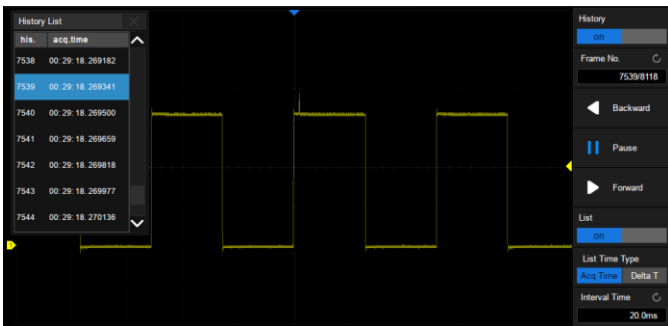 History List
his. acq.time
7538 00: 29: 18. 269182
7539 00: 29: 18. 269341
7540 00: 29: 18. 269500
7541 00: 29: 18. 269659
7542 00: 29: 18. 269818
7543 00: 29: 18. 269977
7544 00: 29: 18. 270136
1
History
on
Frame No.
7539/8118
Backward
Pause
Forward
List
on
List Time Type
Acq Time Delta T
Interval Time
20.0ms